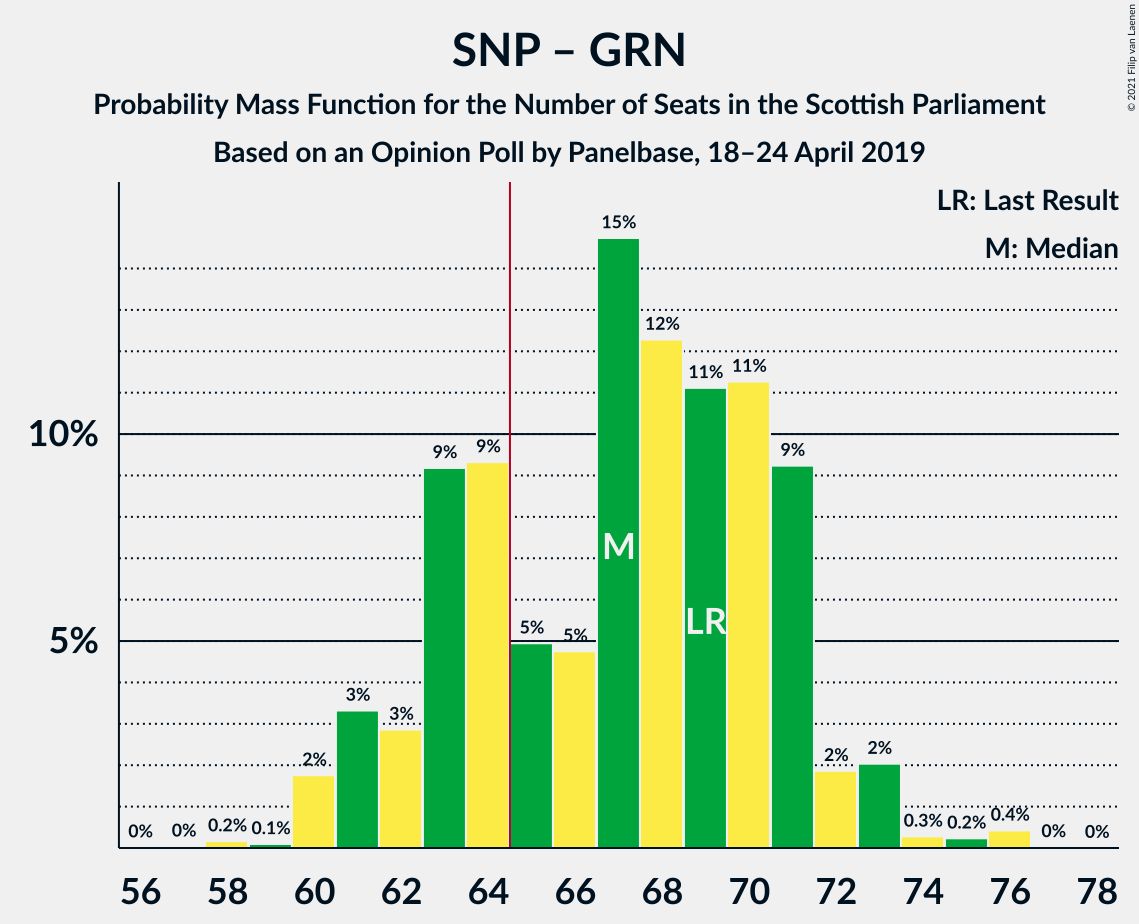 SNP – GRN
Probability Mass Function for the Number of Seats in the Scottish Parliament
Based on an Opinion Poll by Panelbase, 18–24 April 2019
© 2021 Filip van Laenen
LR: Last Result
M: Median
10%
5%
0% 0% 0.2% 0.1% 2% 3% 3% 9% 9% 5% 5% 15% 12% 11% 11% 9% 2% 2% 0.3% 0.2% 0.4% 0% 0%
M
LR
56 58 60 62 64 66 68 70 72 74 76 78